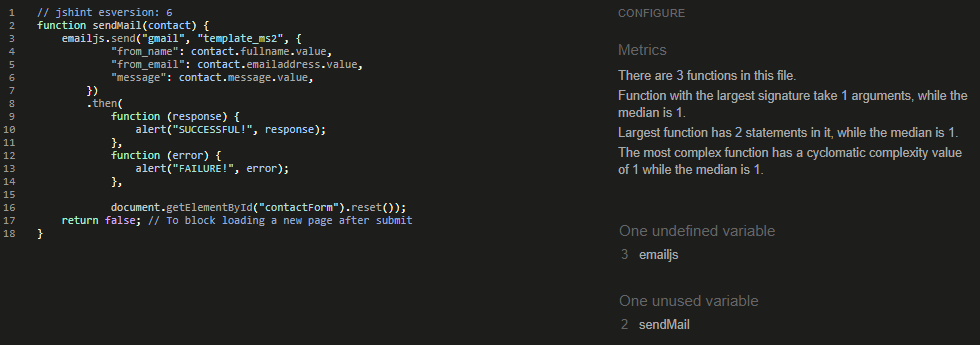 1 // jshint esversion: 6
2 function sendMail(contact) {
3 emailjs.send("gmail", "template_ms2", {
4 "from_name": contact.fullname.value,
5 "from_email": contact.emailaddress.value,
6 "message": contact.message.value,
7 })
8 .then(
9 function (response) {
10 alert("SUCCESSFUL!", response);
11 },
12 function (error) {
13 alert("FAILURE!", error);
14 },
15
16 document.getElementById("contactForm").reset());
17 return false; // To block loading a new page after submit
18 }
CONFIGURE
Metrics
There are 3 functions in this file.
Function with the largest signature take 1 arguments, while the
median is 1.
Largest function has 2 statements in it, while the median is 1.
The most complex function has a cyclomatic complexity value
of 1 while the median is 1.
One undefined variable
3 emailjs
One unused variable
2 sendMail